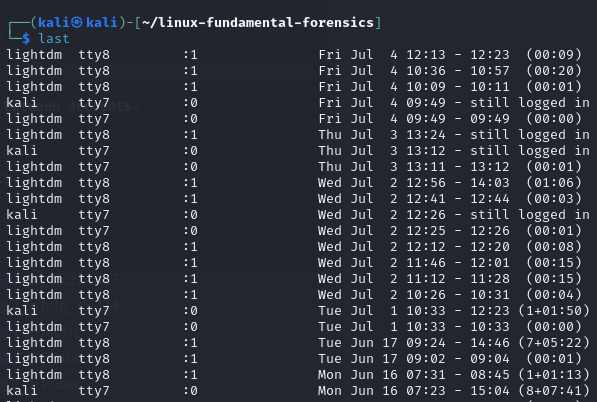 ┌──(kali㉿kali)-[~/linux-fundamental-forensics]
└─$ last
lightdm  tty8         :1               Fri Jul  4 12:13 - 12:23  (00:09)
lightdm  tty8         :1               Fri Jul  4 10:36 - 10:57  (00:20)
lightdm  tty8         :1               Fri Jul  4 10:09 - 10:11  (00:01)
kali     tty7         :0               Fri Jul  4 09:49 - still logged in
lightdm  tty7         :0               Fri Jul  4 09:49 - 09:49  (00:00)
lightdm  tty8         :1               Thu Jul  3 13:24 - still logged in
kali     tty7         :0               Thu Jul  3 13:12 - still logged in
lightdm  tty7         :0               Thu Jul  3 13:11 - 13:12  (00:01)
lightdm  tty8         :1               Wed Jul  2 12:56 - 14:03  (01:06)
lightdm  tty8         :1               Wed Jul  2 12:41 - 12:44  (00:03)
kali     tty7         :0               Wed Jul  2 12:26 - still logged in
lightdm  tty7         :0               Wed Jul  2 12:25 - 12:26  (00:01)
lightdm  tty8         :1               Wed Jul  2 12:12 - 12:20  (00:08)
lightdm  tty8         :1               Wed Jul  2 11:46 - 12:01  (00:15)
lightdm  tty8         :1               Wed Jul  2 11:12 - 11:28  (00:15)
lightdm  tty8         :1               Wed Jul  2 10:26 - 10:31  (00:04)
kali     tty7         :0               Tue Jul  1 10:33 - 12:23 (1+01:50)
lightdm  tty7         :0               Tue Jul  1 10:33 - 10:33  (00:00)
lightdm  tty8         :1               Tue Jun 17 09:24 - 14:46 (7+05:22)
lightdm  tty8         :1               Tue Jun 17 09:02 - 09:04  (00:01)
lightdm  tty8         :1               Mon Jun 16 07:31 - 08:45 (1+01:13)
kali     tty7         :0               Mon Jun 16 07:23 - 15:04 (8+07:41)